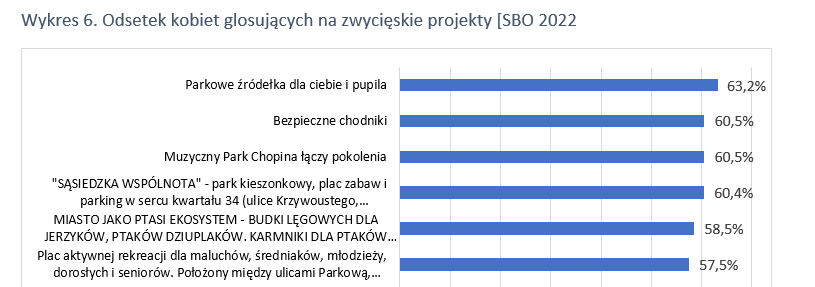 Wykres 6. Odsetek kobiet glosujących na zwycięskie projekty [SBO 2022
Parkowe źródełka dla ciebie i pupila 63,2%
Bezpieczne chodniki 60,5%
Muzyczny Park Chopina łączy pokolenia 60,5%
"SĄSIEDZKA WSPÓLNOTA" - park kieszonkowy, plac zabaw i
parking w sercu kwartału 34 (ulice Krzywoustego,... 60,4%
MIASTO JAKO PTASI EKOSYSTEM - BUDKI LĘGOWYCH DLA
JERZYKÓW, PTAKÓW DZIUPLAKÓW. KARMNIKI DLA PTAKÓW... 58,5%
Plac aktywnej rekreacji dla maluchów, średniaków, młodzieży,
dorosłych i seniorów. Położony między ulicami Parkową,... 57,5%